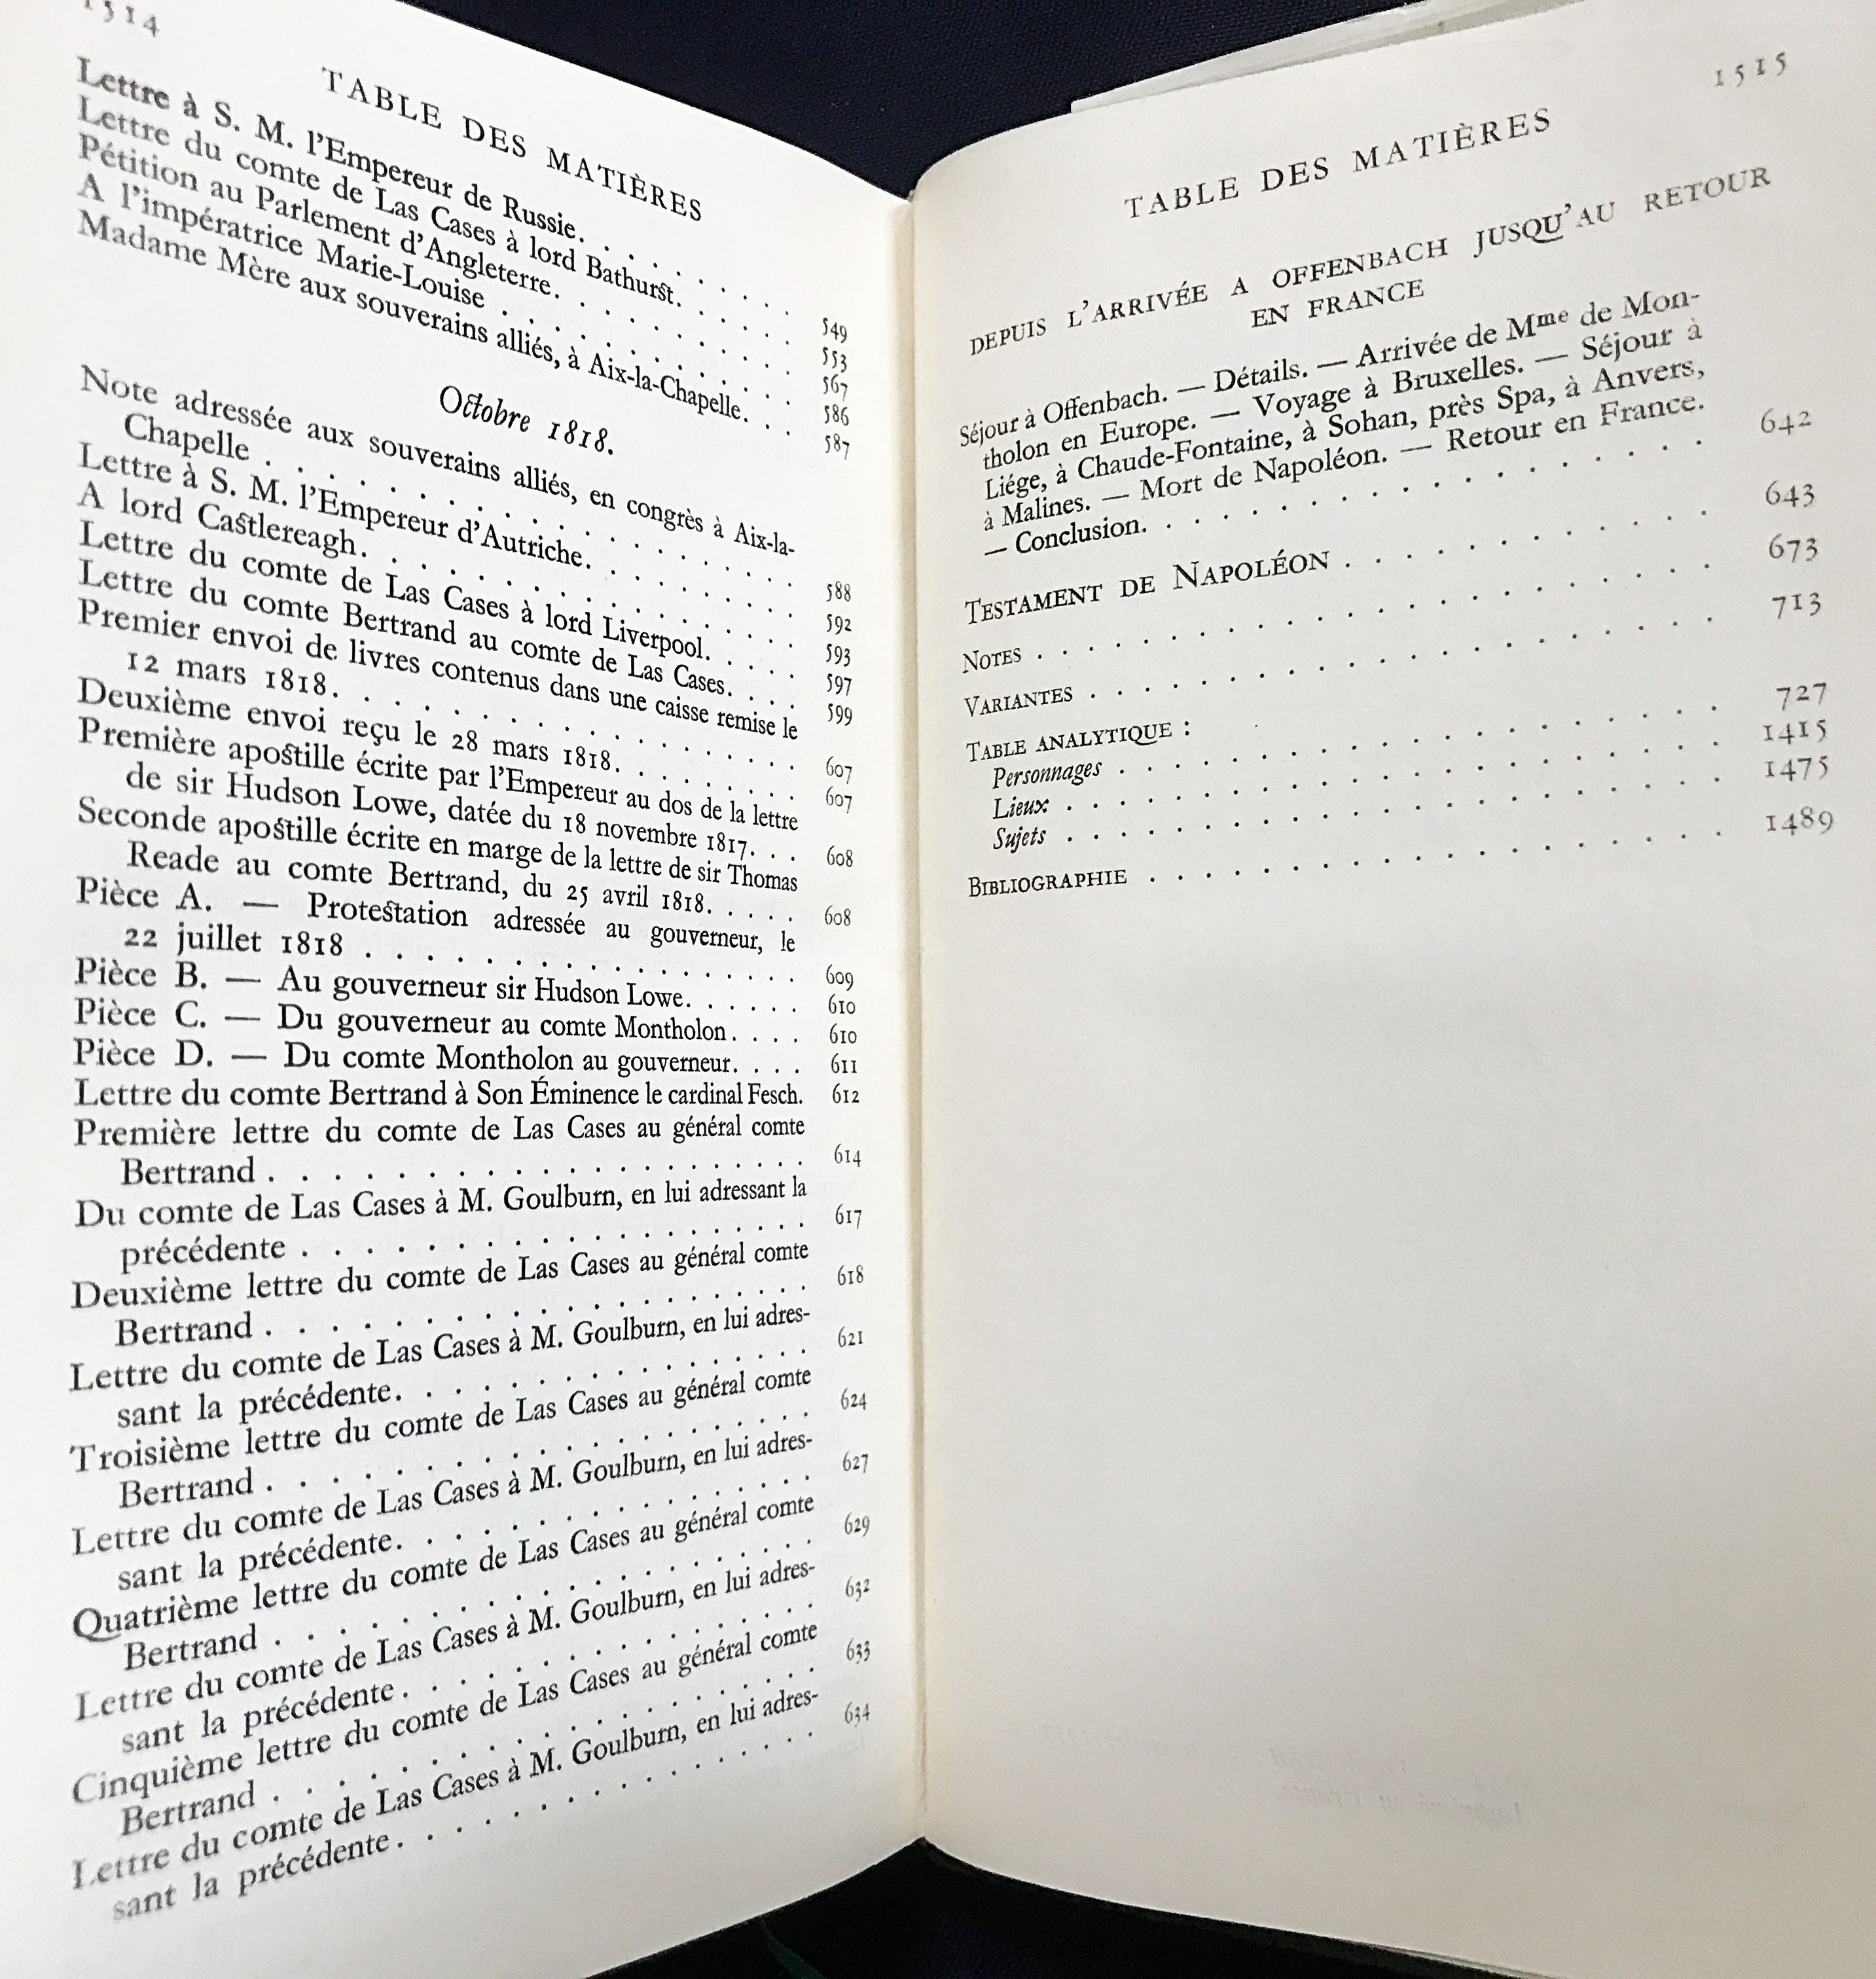 1514
TABLE DES MATIÈRES
Lettre à S. M. l'Empereur de Russie. . . . . . . 549
Lettre du comte de Las Cases à lord Bathurst. . . . . 553
Pétition au Parlement d'Angleterre. . . . . . . . . 567
A l'impératrice Marie-Louise . . . . . . . . . . 586
Madame Mère aux souverains alliés, à Aix-la-Chapelle. . . 587
Octobre 1818.
Note adressée aux souverains alliés, en congrès à Aix-la-
Chapelle . . . . . . . . . . . . . . . . . 588
Lettre à S. M. l'Empereur d'Autriche. . . . . . . . 592
A lord Castlereagh. . . . . . . . . . . . . . 593
Lettre du comte de Las Cases à lord Liverpool. . . . . 597
Lettre du comte Bertrand au comte de Las Cases. . . . 599
Premier envoi de livres contenus dans une caisse remise le
12 mars 1818. . . . . . . . . . . . . . . 607
Deuxième envoi reçu le 28 mars 1818. . . . . . . . 607
Première apostille écrite par l'Empereur au dos de la lettre
de sir Hudson Lowe, datée du 18 novembre 1817. . . 608
Seconde apostille écrite en marge de la lettre de sir Thomas
Reade au comte Bertrand, du 25 avril 1818. . . . . 608
Pièce A. — Protestation adressée au gouverneur, le
22 juillet 1818 . . . . . . . . . . . . . . . 609
Pièce B. — Au gouverneur sir Hudson Lowe. . . . . . 610
Pièce C. — Du gouverneur au comte Montholon. . . . 610
Pièce D. — Du comte Montholon au gouverneur. . . . 611
Lettre du comte Bertrand à Son Éminence le cardinal Fesch. 612
Première lettre du comte de Las Cases au général comte
Bertrand . . . . . . . . . . . . . . . . . 614
Du comte de Las Cases à M. Goulburn, en lui adressant la
précédente . . . . . . . . . . . . . . . . 617
Deuxième lettre du comte de Las Cases au général comte
Bertrand . . . . . . . . . . . . . . . . . 618
Lettre du comte de Las Cases à M. Goulburn, en lui adres-
sant la précédente. . . . . . . . . . . . . . 621
Troisième lettre du comte de Las Cases au général comte
Bertrand . . . . . . . . . . . . . . . . . 624
Lettre du comte de Las Cases à M. Goulburn, en lui adres-
sant la précédente. . . . . . . . . . . . . . 627
Quatrième lettre du comte de Las Cases au général comte
Bertrand . . . . . . . . . . . . . . . . . 629
Lettre du comte de Las Cases à M. Goulburn, en lui adres-
sant la précédente. . . . . . . . . . . . . . 632
Cinquième lettre du comte de Las Cases au général comte
Bertrand . . . . . . . . . . . . . . . . . 633
Lettre du comte de Las Cases à M. Goulburn, en lui adres-
sant la précédente. . . . . . . . . . . . . . 634
1515
TABLE DES MATIÈRES
DEPUIS L'ARRIVÉE A OFFENBACH JUSQU'AU RETOUR
EN FRANCE
Séjour à Offenbach. — Détails. — Arrivée de Mme de Mon-
tholon en Europe. — Voyage à Bruxelles. — Séjour à
Liége, à Chaude-Fontaine, à Sohan, près Spa, à Anvers,
à Malines. — Mort de Napoléon. — Retour en France.
— Conclusion. . . . . . . . . . . . . . . . . 642
TESTAMENT DE NAPOLÉON . . . . . . . . . . . . 643
NOTES . . . . . . . . . . . . . . . . . . . . . 673
VARIANTES . . . . . . . . . . . . . . . . . . . 713
TABLE ANALYTIQUE :
Personnages . . . . . . . . . . . . . . . . . 727
Lieux . . . . . . . . . . . . . . . . . . . 1415
Sujets . . . . . . . . . . . . . . . . . . . 1475
BIBLIOGRAPHIE . . . . . . . . . . . . . . . . . 1489